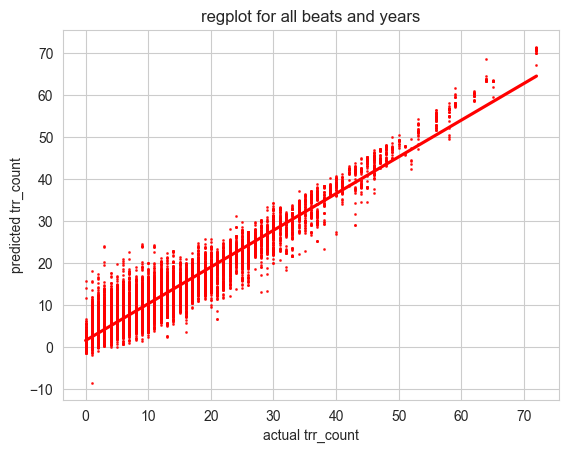 regplot for all beats and years
predicted trr_count
70
60
50
40
30
20
10
0
−10
0 10 20 30 40 50 60 70
actual trr_count